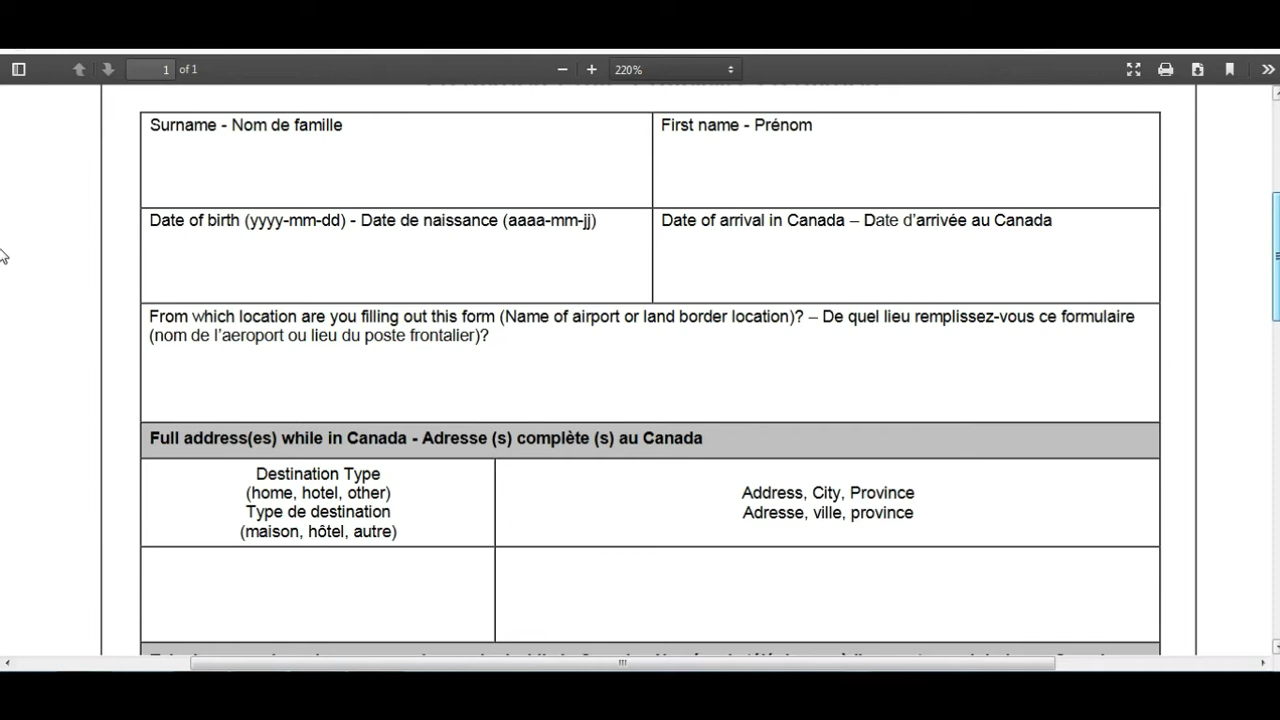 1 of 1
220%
Surname - Nom de famille
First name - Prénom
Date of birth (yyyy-mm-dd) - Date de naissance (aaaa-mm-jj)
Date of arrival in Canada – Date d’arrivée au Canada
From which location are you filling out this form (Name of airport or land border location)? – De quel lieu remplissez-vous ce formulaire
(nom de l’aeroport ou lieu du poste frontalier)?
Full address(es) while in Canada - Adresse (s) complète (s) au Canada
Destination Type
(home, hotel, other)
Type de destination
(maison, hôtel, autre)
Address, City, Province
Adresse, ville, province